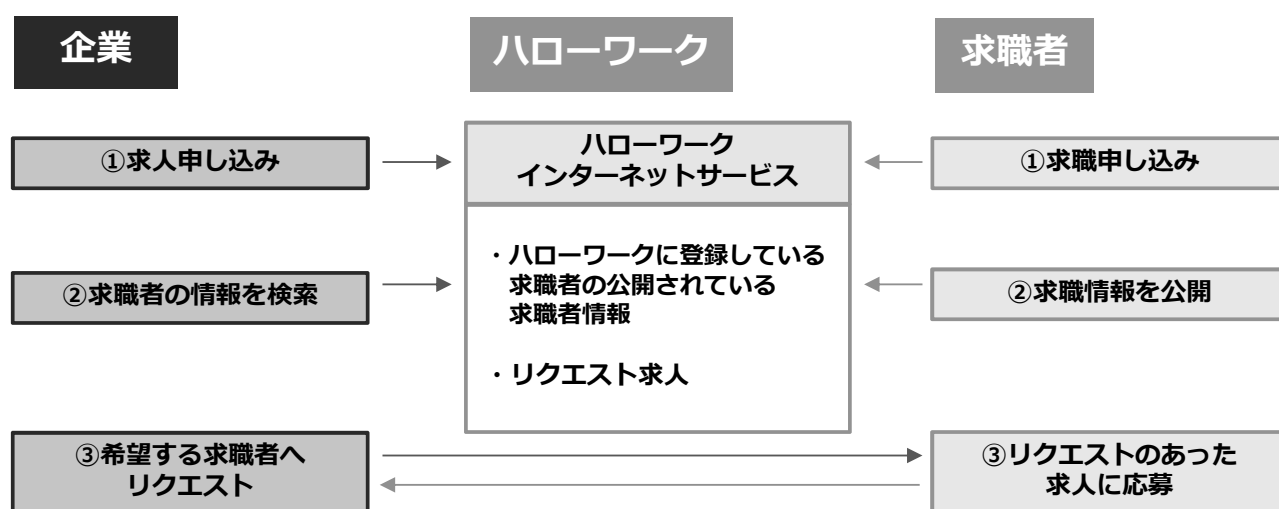 企業
ハローワーク
求職者
①求人申し込み
ハローワーク
インターネットサービス
①求職申し込み
②求職者の情報を検索
・ハローワークに登録している
求職者の公開されている
求職者情報
・リクエスト求人
②求職情報を公開
③希望する求職者へ
リクエスト
③リクエストのあった
求人に応募